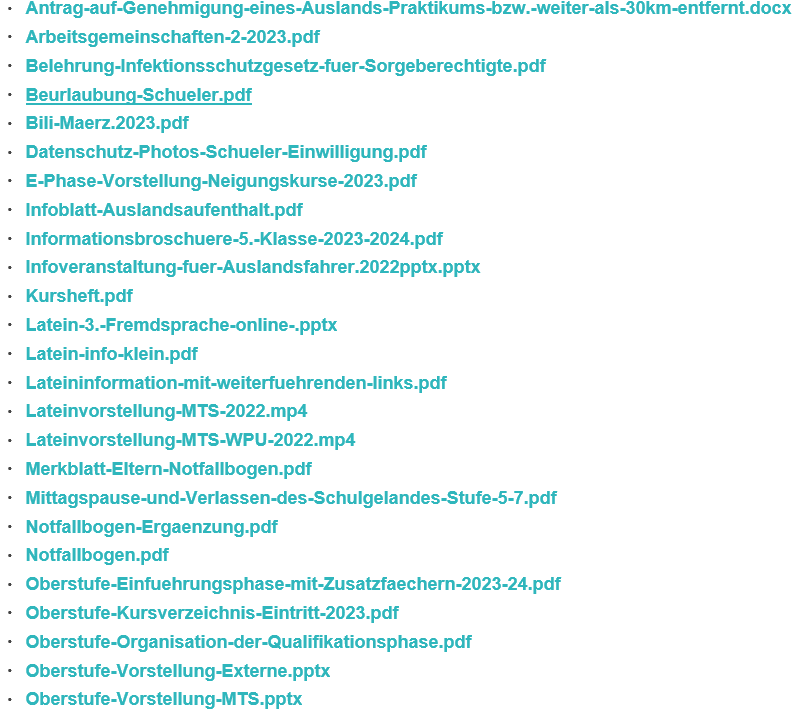 · Antrag-auf-Genehmigung-eines-Auslands-Praktikums-bzw.-weiter-als-30km-entfernt.docx
· Arbeitsgemeinschaften-2-2023.pdf
· Belehrung-Infektionsschutzgesetz-fuer-Sorgeberechtigte.pdf
· Beurlaubung-Schueler.pdf
· Bili-Maerz.2023.pdf
· Datenschutz-Photos-Schueler-Einwilligung.pdf
· E-Phase-Vorstellung-Neigungskurse-2023.pdf
· Infoblatt-Auslandsaufenthalt.pdf
· Informationsbroschuere-5.-Klasse-2023-2024.pdf
· Infoveranstaltung-fuer-Auslandsfahrer.2022pptx.pptx
· Kursheft.pdf
· Latein-3.-Fremdsprache-online-.pptx
· Latein-info-klein.pdf
· Lateininformation-mit-weiterfuehrenden-links.pdf
· Lateinvorstellung-MTS-2022.mp4
· Lateinvorstellung-MTS-WPU-2022.mp4
· Merkblatt-Eltern-Notfallbogen.pdf
· Mittagspause-und-Verlassen-des-Schulgelandes-Stufe-5-7.pdf
· Notfallbogen-Ergaenzung.pdf
· Notfallbogen.pdf
· Oberstufe-Einfuehrungsphase-mit-Zusatzfaechern-2023-24.pdf
· Oberstufe-Kursverzeichnis-Eintritt-2023.pdf
· Oberstufe-Organisation-der-Qualifikationsphase.pdf
· Oberstufe-Vorstellung-Externe.pptx
· Oberstufe-Vorstellung-MTS.pptx